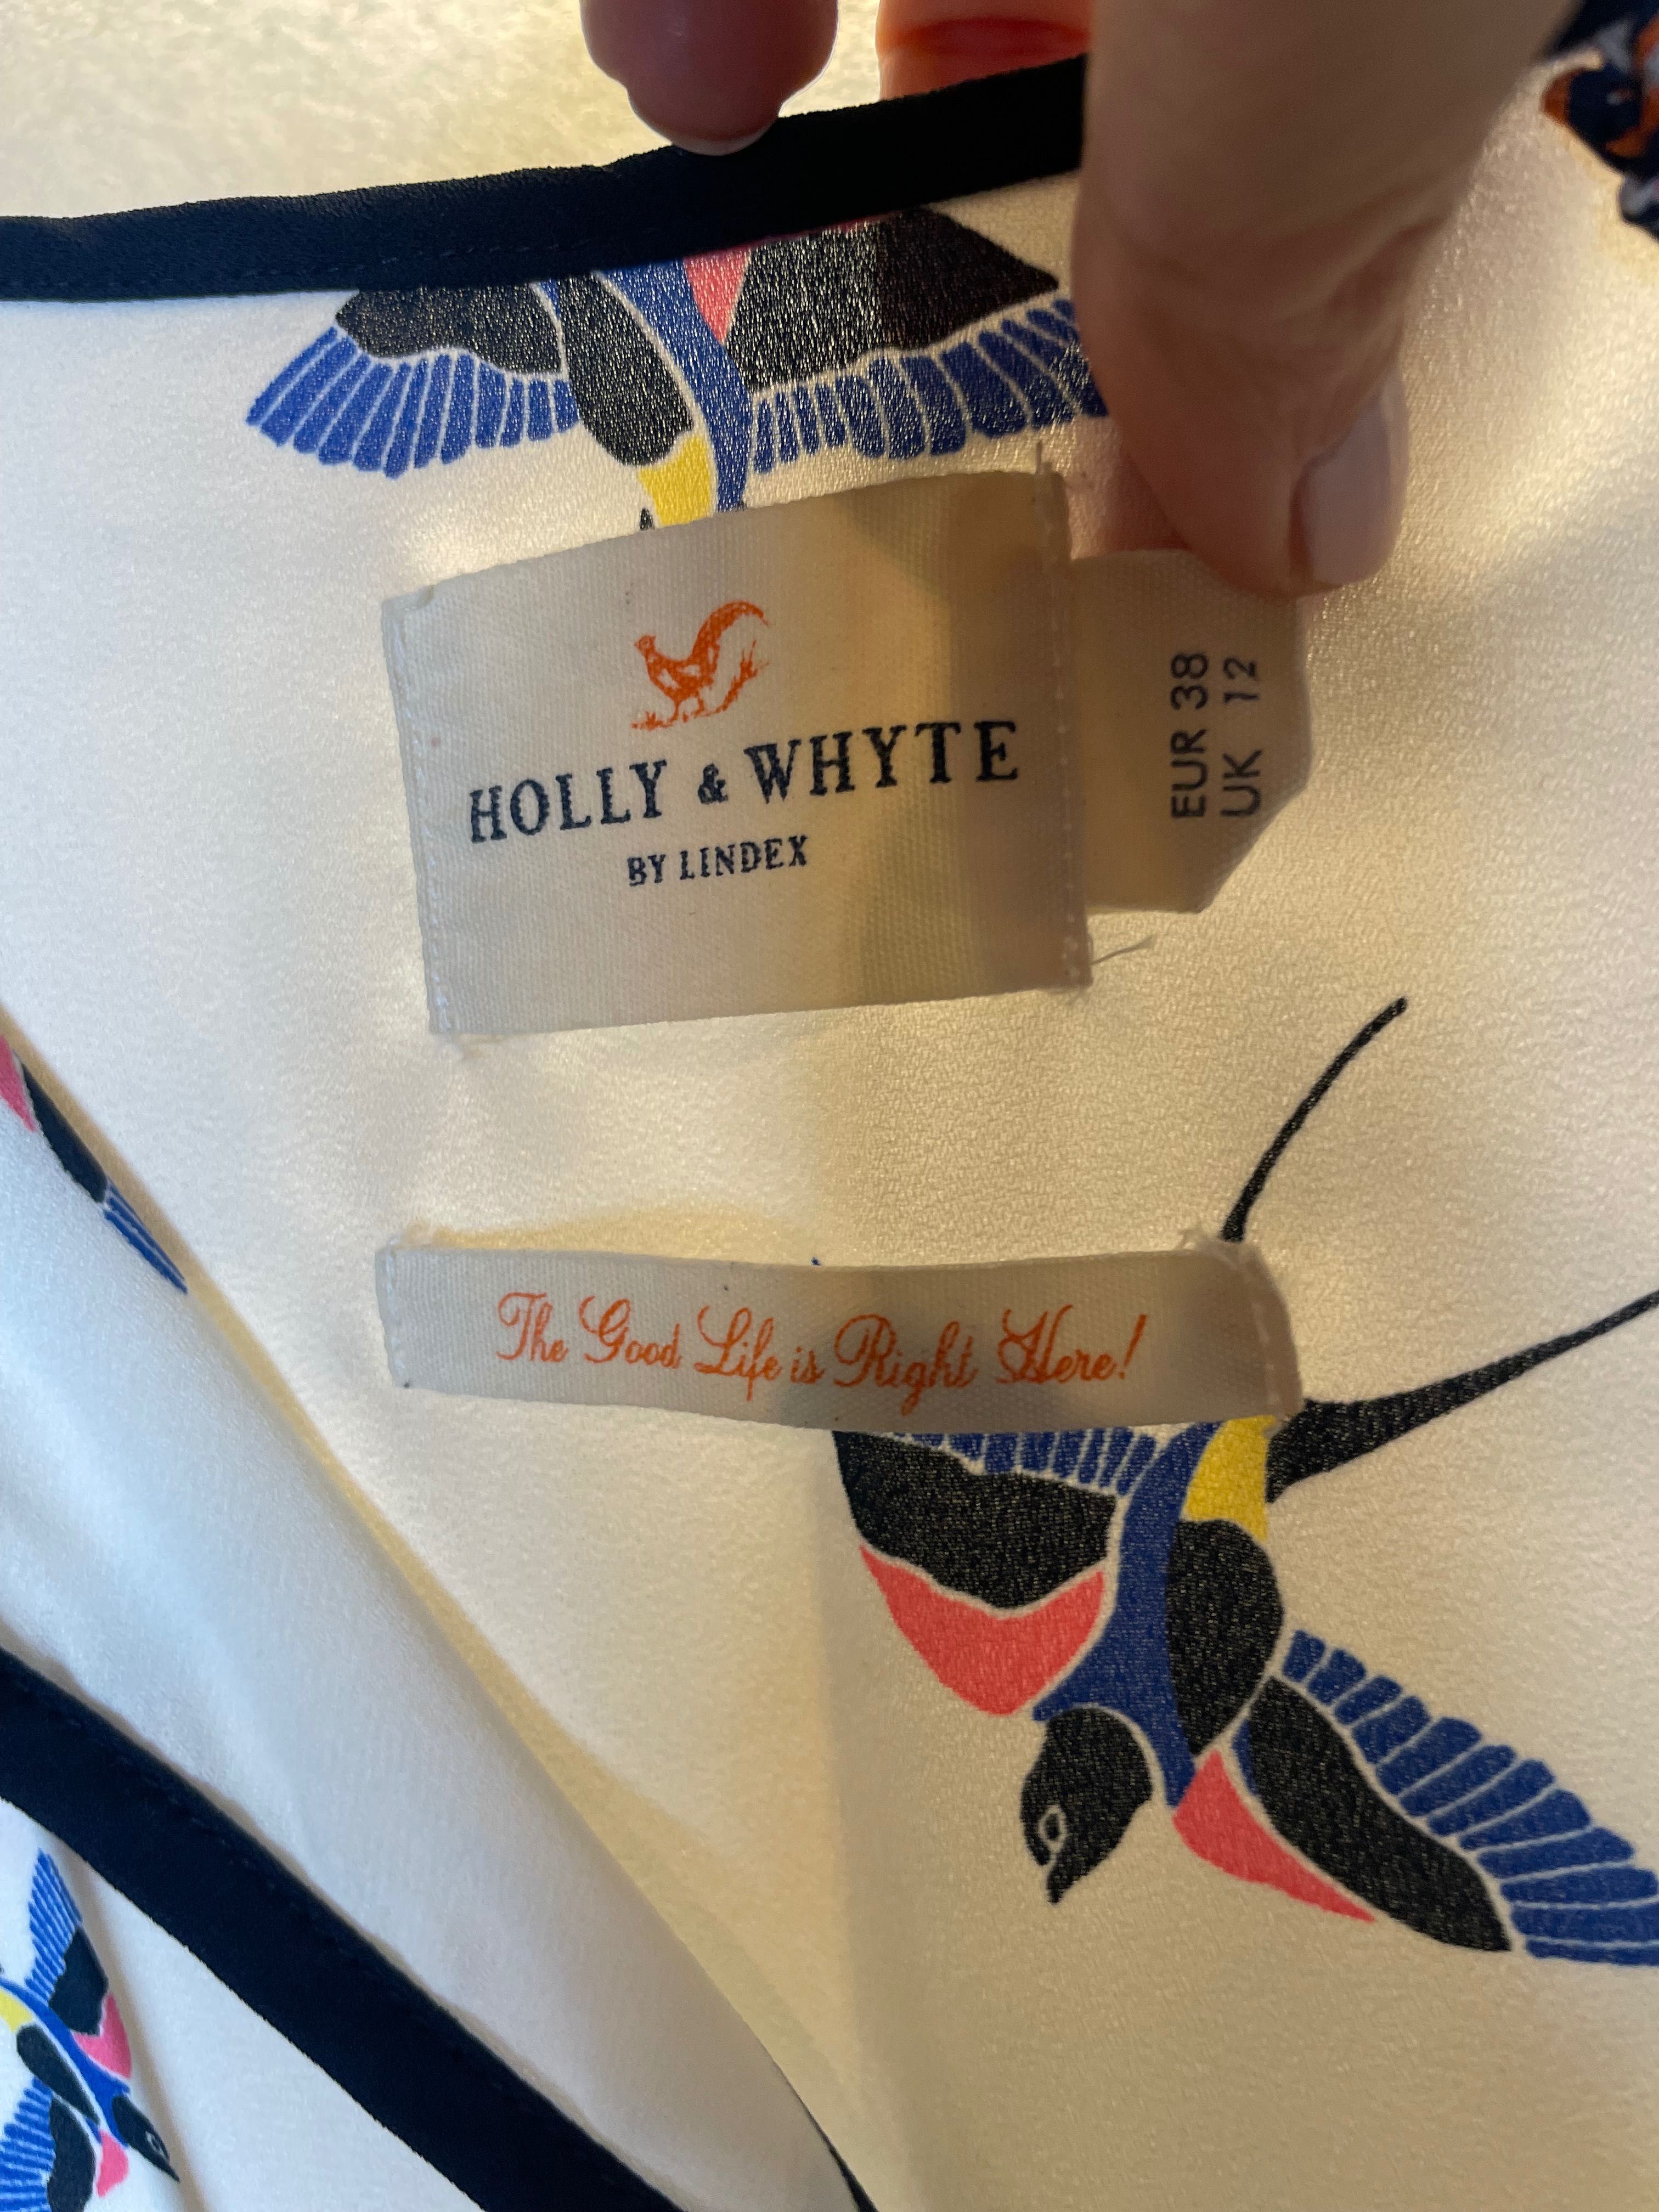 HOLLY & WHYTE
BY LINDEX
EUR 38
UK 12
The Good Life is Right Here!